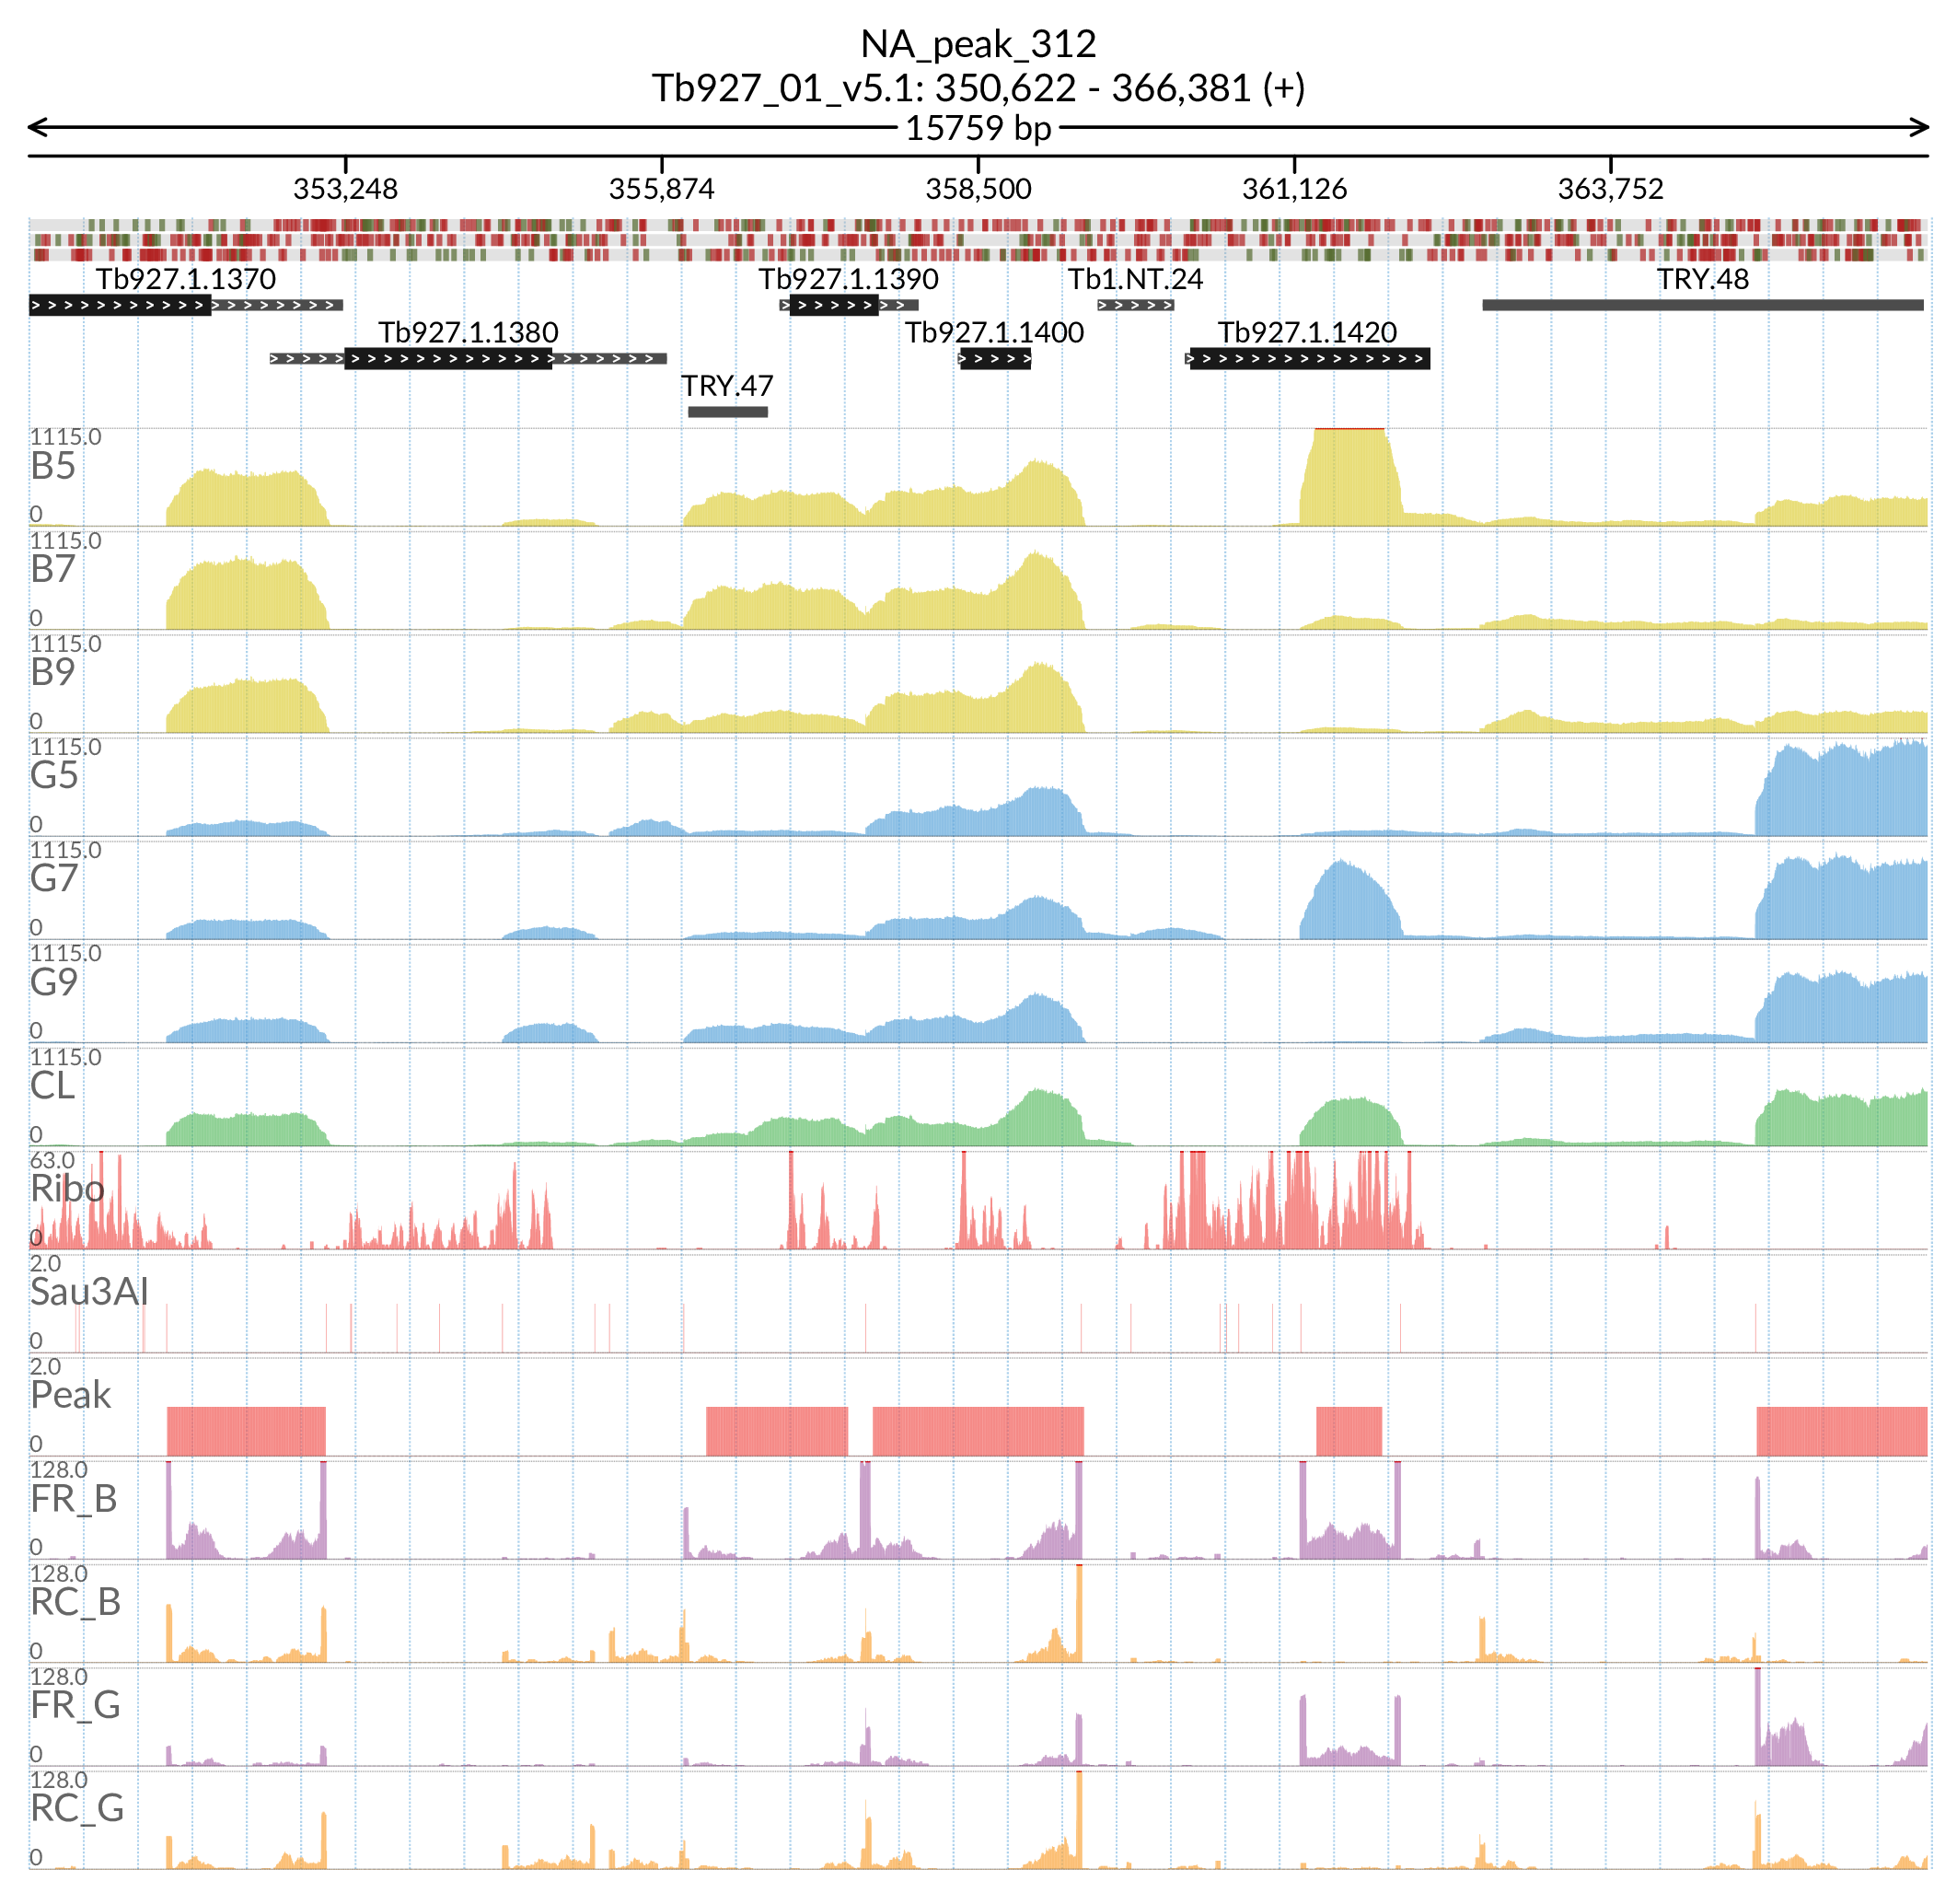 NA_peak_312
Tb927_01_v5.1: 350,622 - 366,381 (+)
15759 bp
353,248 355,874 358,500 361,126 363,752
Tb927.1.1370 Tb927.1.1390 Tb1.NT.24 TRY.48
Tb927.1.1380 Tb927.1.1400 Tb927.1.1420
TRY.47
1115.0
B5
0
1115.0
B7
0
1115.0
B9
0
1115.0
G5
0
1115.0
G7
0
1115.0
G9
0
1115.0
CL
0
63.0
Ribo
0
2.0
Sau3AI
0
2.0
Peak
0
128.0
FR_B
0
128.0
RC_B
0
128.0
FR_G
0
128.0
RC_G
0